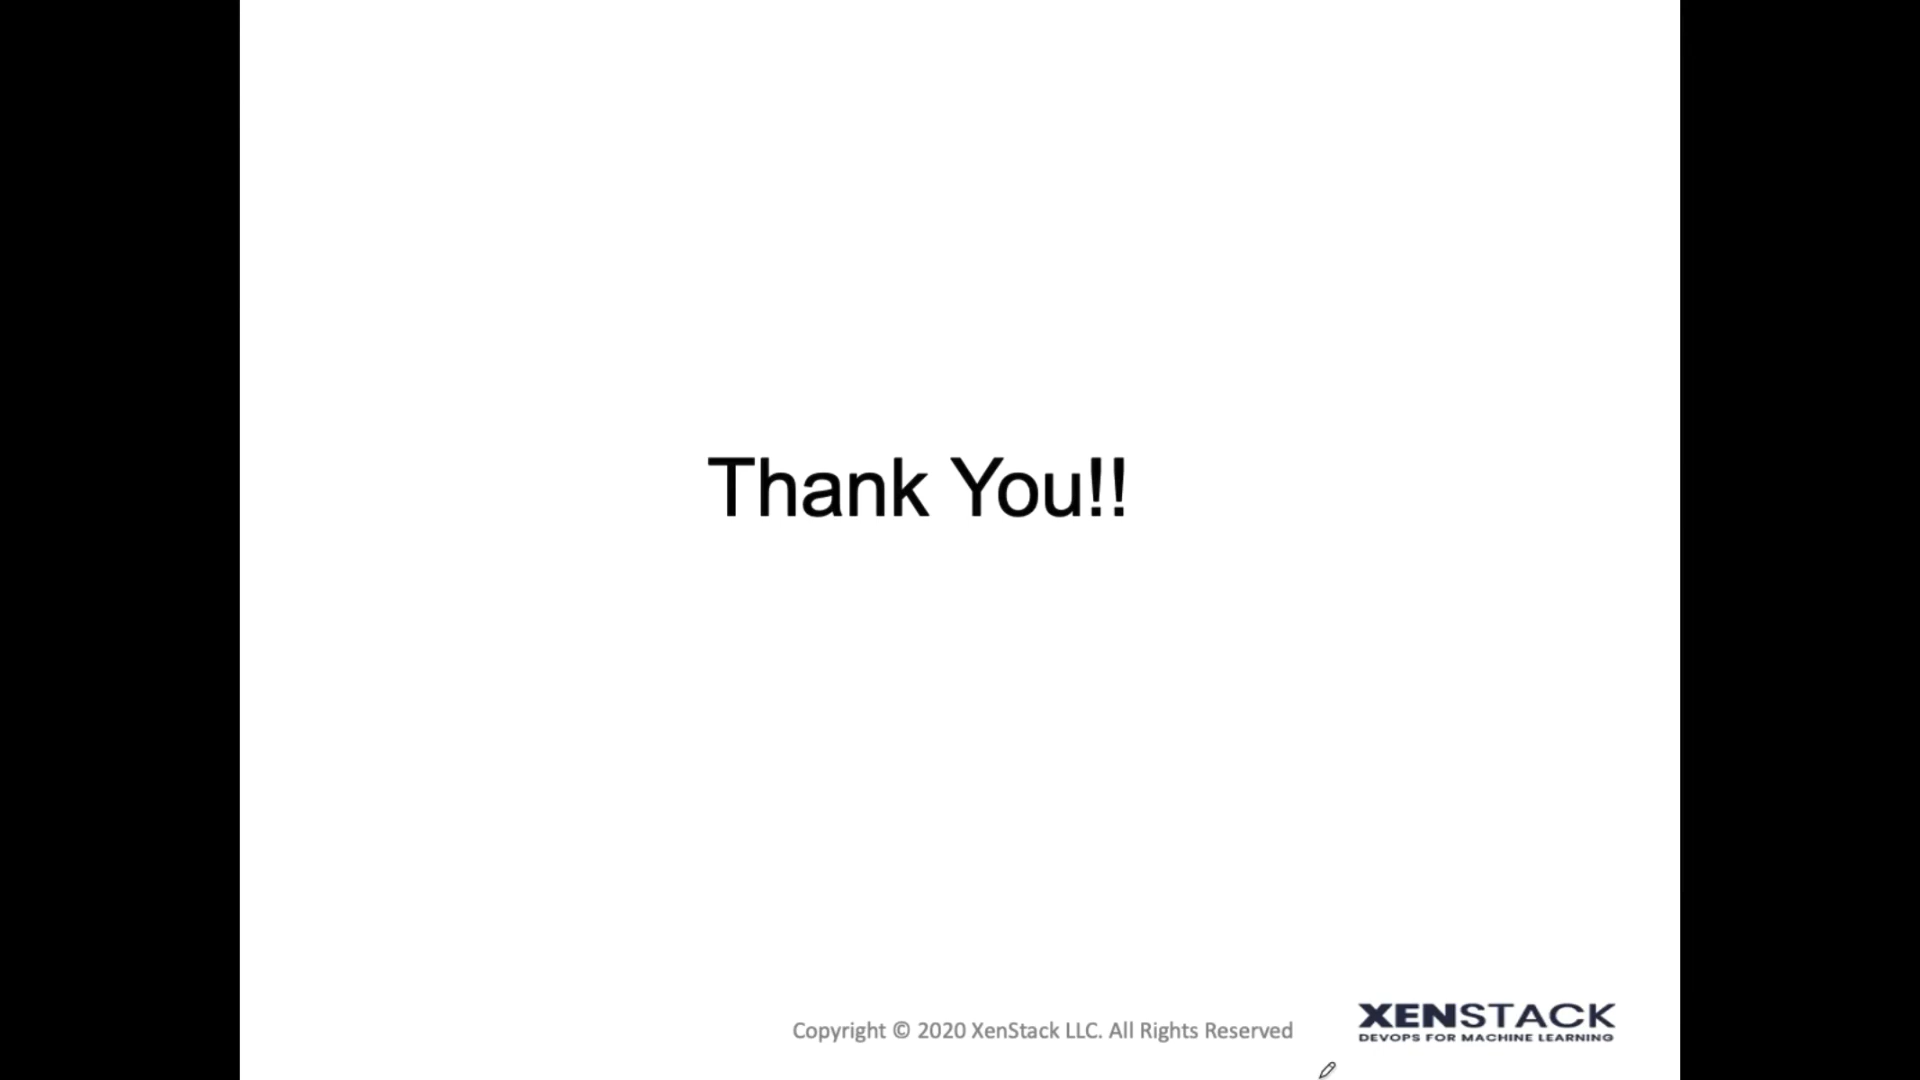 Thank You!!
Copyright © 2020 XenStack LLC. All Rights Reserved
XENSTACK
DEVOPS FOR MACHINE LEARNING